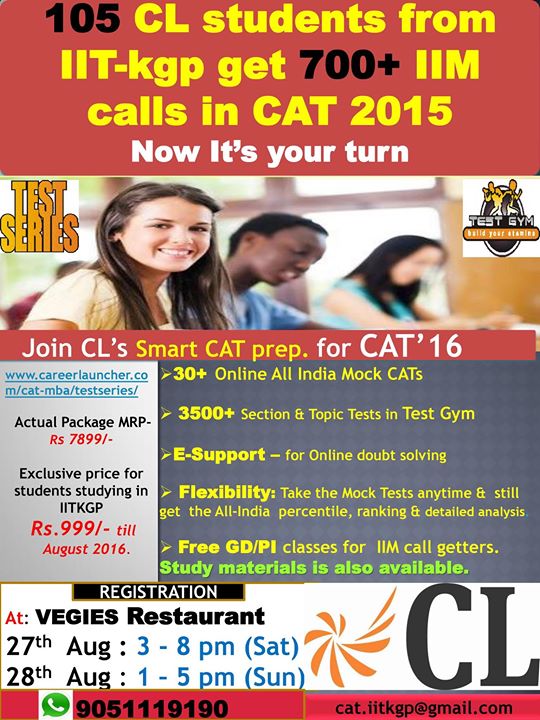 105 CL students from
IIT-kgp get 700+ IIM
calls in CAT 2015
Now It’s your turn
TEST
SERIES
TEST GYM
build your stamina
Join CL’s Smart CAT prep. for CAT’16
www.careerlauncher.co
m/cat-mba/testseries/
Actual Package MRP-
Rs 7899/-
Exclusive price for
students studying in
IITKGP
Rs.999/- till
August 2016.
➢30+ Online All India Mock CATs
➢ 3500+ Section & Topic Tests in Test Gym
➢E-Support – for Online doubt solving
➢ Flexibility: Take the Mock Tests anytime & still
get the All-India percentile, ranking & detailed analysis.
➢ Free GD/PI classes for IIM call getters.
Study materials is also available.
REGISTRATION
At: VEGIES Restaurant
27th Aug : 3 - 8 pm (Sat)
28th Aug : 1 - 5 pm (Sun)
CL
9051119190
cat.iitkgp@gmail.com